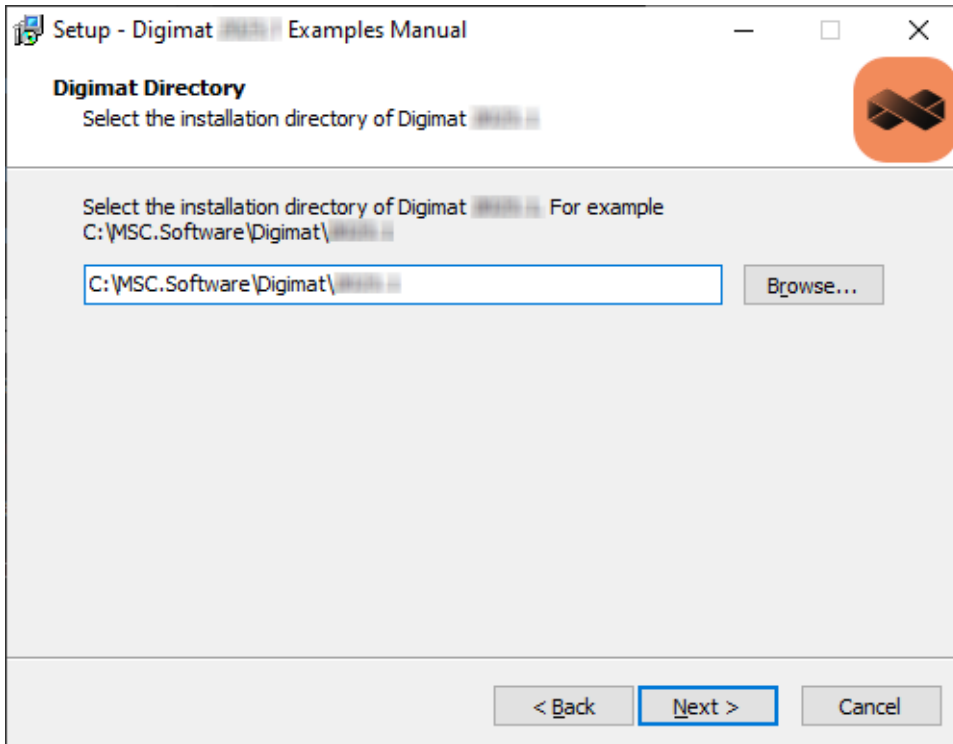 Setup - Digimat Examples Manual
Digimat Directory
Select the installation directory of Digimat
Select the installation directory of Digimat For example
C:\MSC.Software\Digimat\
C:\MSC.Software\Digimat\
Browse...
< Back
Next >
Cancel